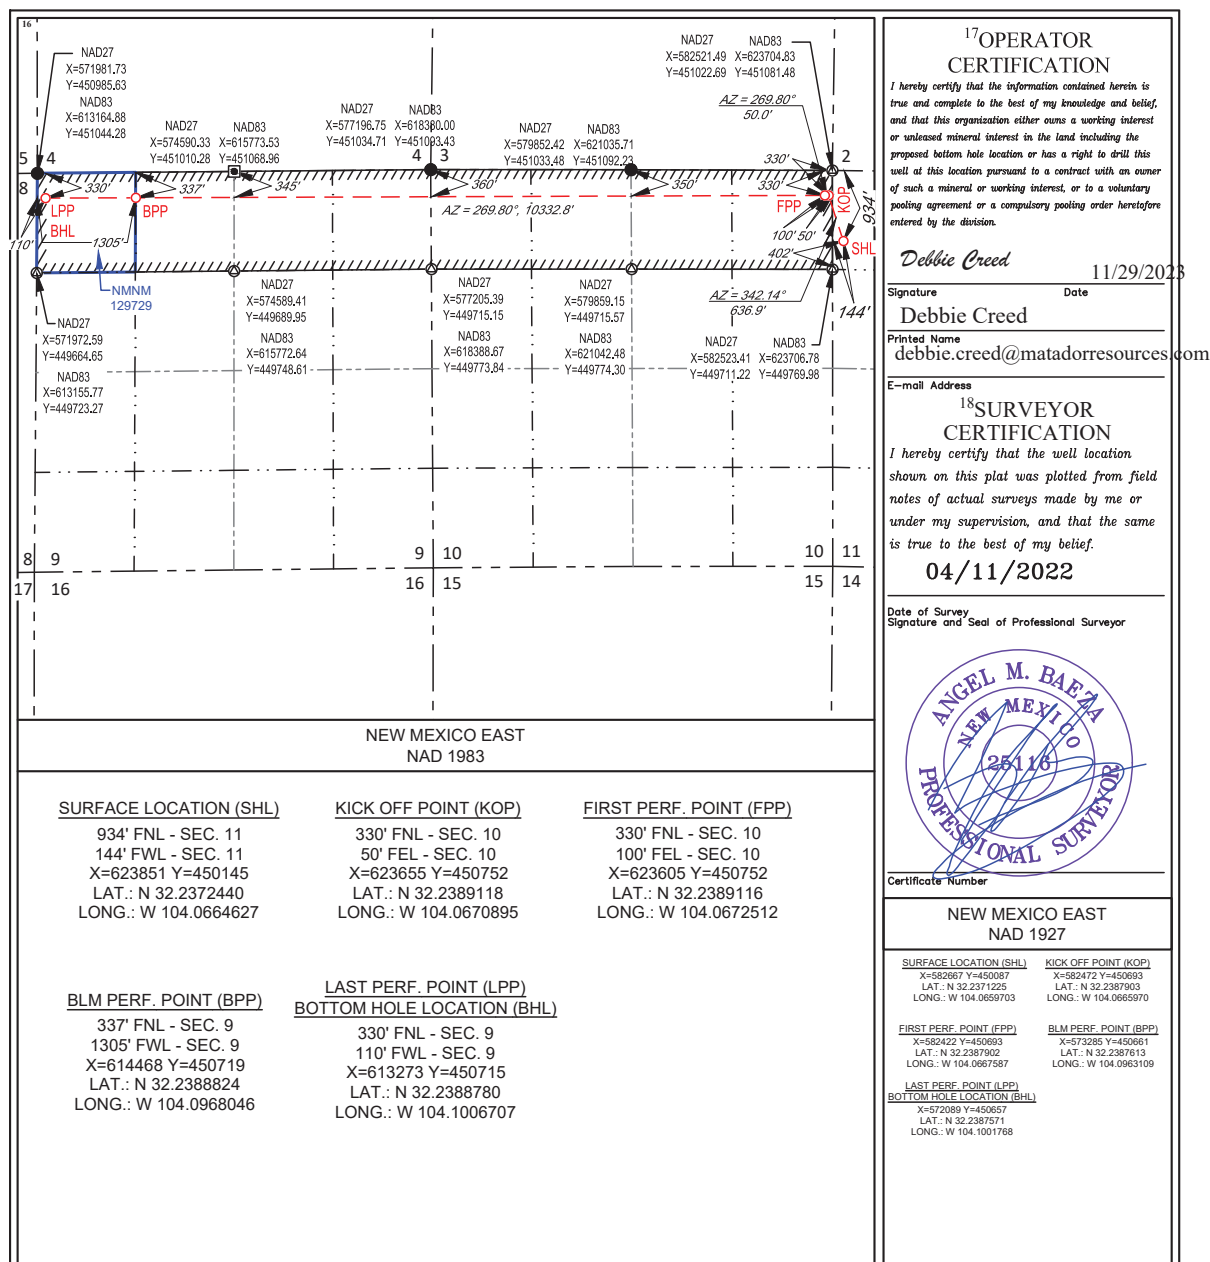 16
NAD27
X=571981.73
Y=450985.63
NAD83
X=613164.88
Y=451044.28
NAD27
X=574590.33
Y=451010.28
NAD83
X=615773.53
Y=451068.96
NAD27
X=577196.75
Y=451034.71
NAD83
X=618380.00
Y=451093.43
NAD27
X=579852.42
Y=451033.48
NAD83
X=621035.71
Y=451092.23
NAD27
X=582521.49
Y=451022.69
NAD83
X=623704.83
Y=451081.48
AZ = 269.80°
50.0'
5 4
8
4 3
2
330'
337'
345'
360'
350'
330'
330'
LPP
BHL
BPP
AZ = 269.80°, 10332.8'
FPP
KOP
934'
SHL
110'
1305'
100' 50'
402'
144'
NMNM
129729
AZ = 342.14°
636.9'
NAD27
X=571972.59
Y=449664.65
NAD83
X=613155.77
Y=449723.27
NAD27
X=574589.41
Y=449689.95
NAD83
X=615772.64
Y=449748.61
NAD27
X=577205.39
Y=449715.15
NAD83
X=618388.67
Y=449773.84
NAD27
X=579859.15
Y=449715.57
NAD83
X=621042.48
Y=449774.30
NAD27
X=582523.41
Y=449711.22
NAD83
X=623706.78
Y=449769.98
8 9
17 16
9 10
16 15
10 11
15 14
NEW MEXICO EAST
NAD 1983
SURFACE LOCATION (SHL)
934' FNL - SEC. 11
144' FWL - SEC. 11
X=623851 Y=450145
LAT.: N 32.2372440
LONG.: W 104.0664627
KICK OFF POINT (KOP)
330' FNL - SEC. 10
50' FEL - SEC. 10
X=623655 Y=450752
LAT.: N 32.2389118
LONG.: W 104.0670895
FIRST PERF. POINT (FPP)
330' FNL - SEC. 10
100' FEL - SEC. 10
X=623605 Y=450752
LAT.: N 32.2389116
LONG.: W 104.0672512
BLM PERF. POINT (BPP)
337' FNL - SEC. 9
1305' FWL - SEC. 9
X=614468 Y=450719
LAT.: N 32.2388824
LONG.: W 104.0968046
LAST PERF. POINT (LPP)
BOTTOM HOLE LOCATION (BHL)
330' FNL - SEC. 9
110' FWL - SEC. 9
X=613273 Y=450715
LAT.: N 32.2388780
LONG.: W 104.1006707
17OPERATOR
CERTIFICATION
I hereby certify that the information contained herein is
true and complete to the best of my knowledge and belief,
and that this organization either owns a working interest
or unleased mineral interest in the land including the
proposed bottom hole location or has a right to drill this
well at this location pursuant to a contract with an owner
of such a mineral or working interest, or to a voluntary
pooling agreement or a compulsory pooling order heretofore
entered by the division.
Debbie Creed 11/29/2023
Signature Date
Debbie Creed
Printed Name
debbie.creed@matadorresources.com
E-mail Address
18SURVEYOR
CERTIFICATION
I hereby certify that the well location
shown on this plat was plotted from field
notes of actual surveys made by me or
under my supervision, and that the same
is true to the best of my belief.
04/11/2022
Date of Survey
Signature and Seal of Professional Surveyor
ANGEL M. BAEZA
NEW MEXICO
25116
PROFESSIONAL SURVEYOR
Certificate Number
NEW MEXICO EAST
NAD 1927
SURFACE LOCATION (SHL)
X=582667 Y=450087
LAT.: N 32.2371225
LONG.: W 104.0659703
KICK OFF POINT (KOP)
X=582472 Y=450693
LAT.: N 32.2387903
LONG.: W 104.0665970
FIRST PERF. POINT (FPP)
X=582422 Y=450693
LAT.: N 32.2387902
LONG.: W 104.0667587
BLM PERF. POINT (BPP)
X=573285 Y=450661
LAT.: N 32.2387613
LONG.: W 104.0963109
LAST PERF. POINT (LPP)
BOTTOM HOLE LOCATION (BHL)
X=572089 Y=450657
LAT.: N 32.2387571
LONG.: W 104.1001768